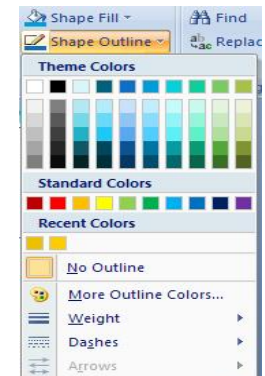 Shape Fill Find
Shape Outline Replac
Theme Colors
Standard Colors
Recent Colors
No Outline
More Outline Colors...
Weight
Dashes
Arrows